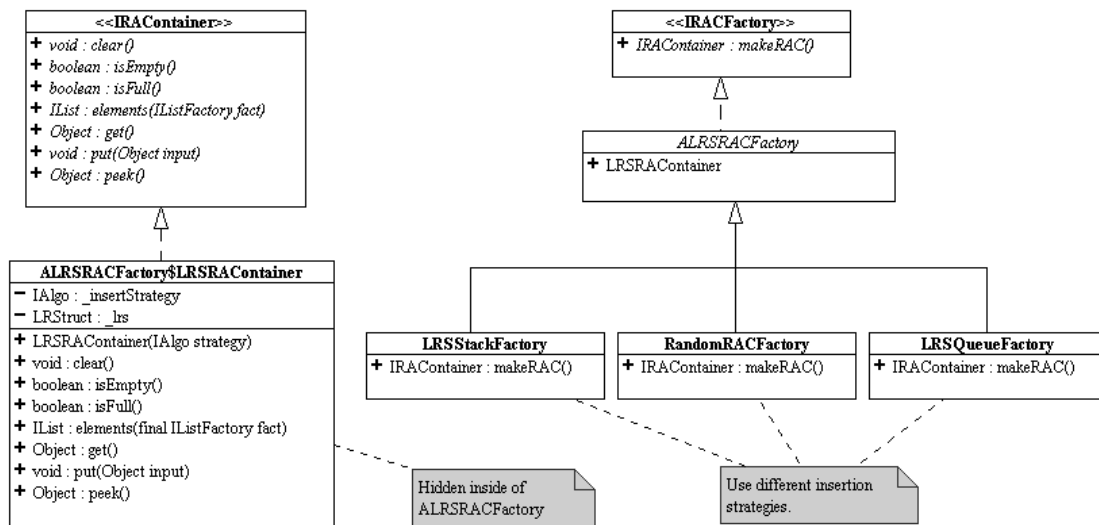 <<IRAContainer>>
+ void : clear()
+ boolean : isEmpty()
+ boolean : isFull()
+ IList : elements(IListFactory fact)
+ Object : get()
+ void : put(Object input)
+ Object : peek()
<<IRACFactory>>
+ IRAContainer : makeRAC()
ALRSRACFactory
+ LRSRAContainer
ALRSRACFactory$LRSRAContainer
- IAlgo : _insertStrategy
- LRStruct : _lrs
+ LRSRAContainer(IAlgo strategy)
+ void : clear()
+ boolean : isEmpty()
+ boolean : isFull()
+ IList : elements(final IListFactory fact)
+ Object : get()
+ void : put(Object input)
+ Object : peek()
LRSStackFactory
+ IRAContainer : makeRAC()
RandomRACFactory
+ IRAContainer : makeRAC()
LRSQueueFactory
+ IRAContainer : makeRAC()
Hidden inside of
ALRSRACFactory
Use different insertion
strategies.